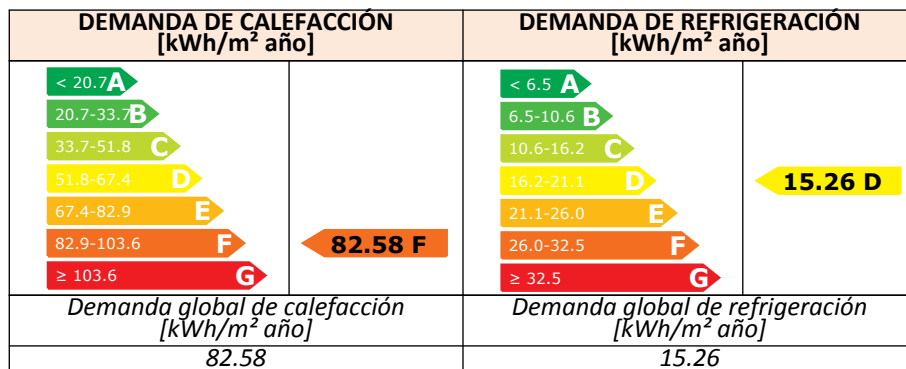 DEMANDA DE CALEFACCIÓN
[kWh/m² año]
DEMANDA DE REFRIGERACIÓN
[kWh/m² año]
< 20.7 A
20.7-33.7 B
33.7-51.8 C
51.8-67.4 D
67.4-82.9 E
82.9-103.6 F
≥ 103.6 G
82.58 F
< 6.5 A
6.5-10.6 B
10.6-16.2 C
16.2-21.1 D
21.1-26.0 E
26.0-32.5 F
≥ 32.5 G
15.26 D
Demanda global de calefacción
[kWh/m² año]
Demanda global de refrigeración
[kWh/m² año]
82.58
15.26